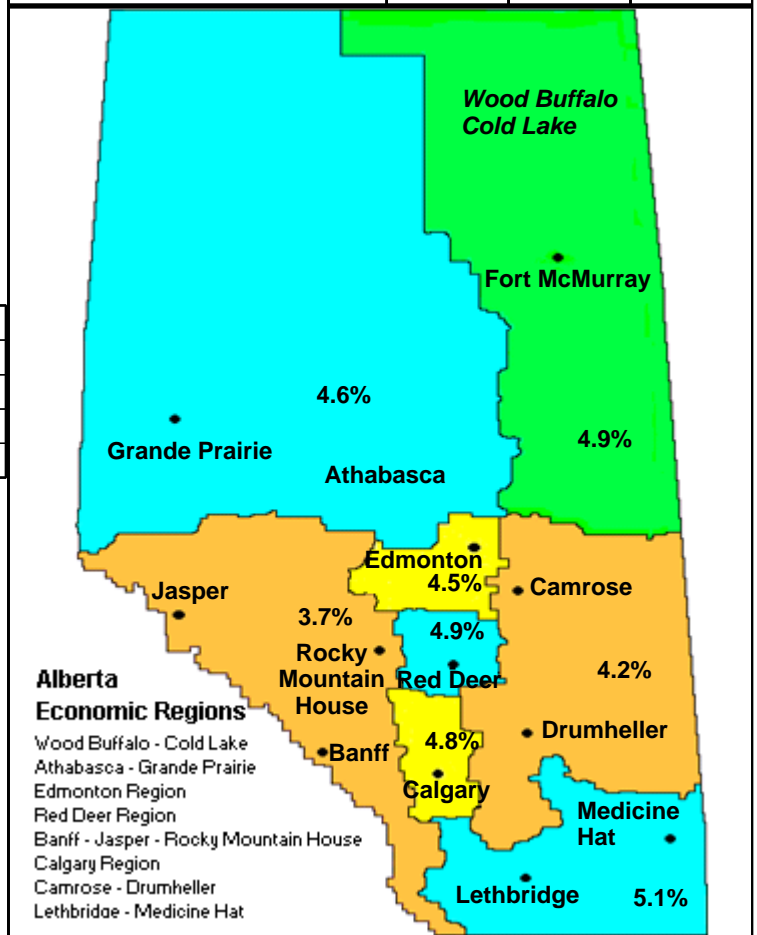 Wood Buffalo
Cold Lake
Fort McMurray
4.6%
4.9%
Grande Prairie
Athabasca
Edmonton
4.5%
Camrose
Jasper
3.7%
4.9%
Rocky
Mountain
House
Red Deer
4.2%
Alberta
Economic Regions
Wood Buffalo - Cold Lake
Athabasca - Grande Prairie
Edmonton Region
Red Deer Region
Banff - Jasper - Rocky Mountain House
Calgary Region
Camrose - Drumheller
Lethbridge - Medicine Hat
Banff
4.8%
Calgary
Drumheller
Medicine
Hat
Lethbridge
5.1%